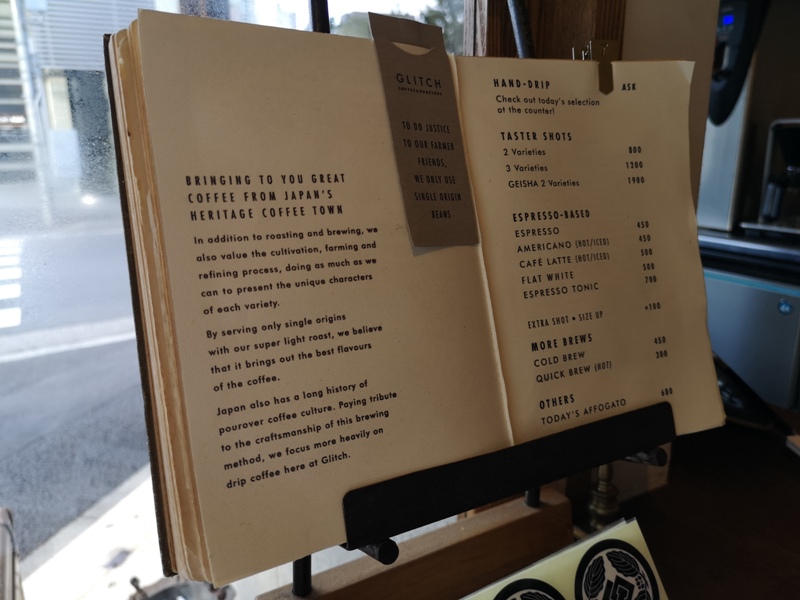 BRINGING TO YOU GREAT
COFFEE FROM JAPAN'S
HERITAGE COFFEE TOWN
In addition to roasting and brewing, we
also value the cultivation, farming and
refining process, doing as much as we
can to present the unique characters
of each variety.
By serving only single origins
with our super light roast, we believe
that it brings out the best flavours
of the coffee.
Japan also has a long history of
pourover coffee culture. Paying tribute
to the craftsmanship of this brewing
method, we focus more heavily on
drip coffee here at Glitch.
GLITCH
TO DO JUSTICE
TO OUR FARMER
FRIENDS,
WE ONLY USE
SINGLE ORIGIN
BEANS
HAND-DRIP ASK
Check out today's selection
at the counter!
TASTER SHOTS
2 Varieties 800
3 Varieties 1200
GEISHA 2 Varieties 1900
ESPRESSO-BASED
ESPRESSO 450
AMERICANO (HOT/ICED) 450
CAFÉ LATTE (HOT/ICED) 500
FLAT WHITE 500
ESPRESSO TONIC 700
EXTRA SHOT • SIZE UP +100
MORE BREWS
COLD BREW 450
QUICK BREW (HOT)
OTHERS
TODAY'S AFFOGATO 600